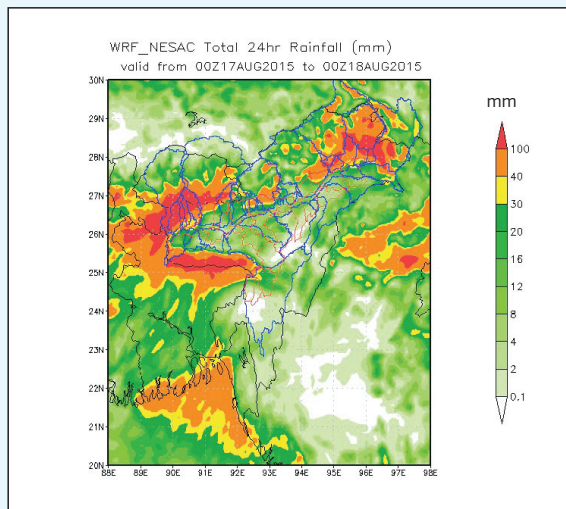 WRF_NESAC Total 24hr Rainfall (mm)
valid from 00Z17AUG2015 to 00Z18AUG2015
30N
29N
28N
27N
26N
25N
24N
23N
22N
21N
20N
88E 89E 90E 91E 92E 93E 94E 95E 96E 97E 98E
mm
100
40
30
20
16
12
8
4
2
0.1